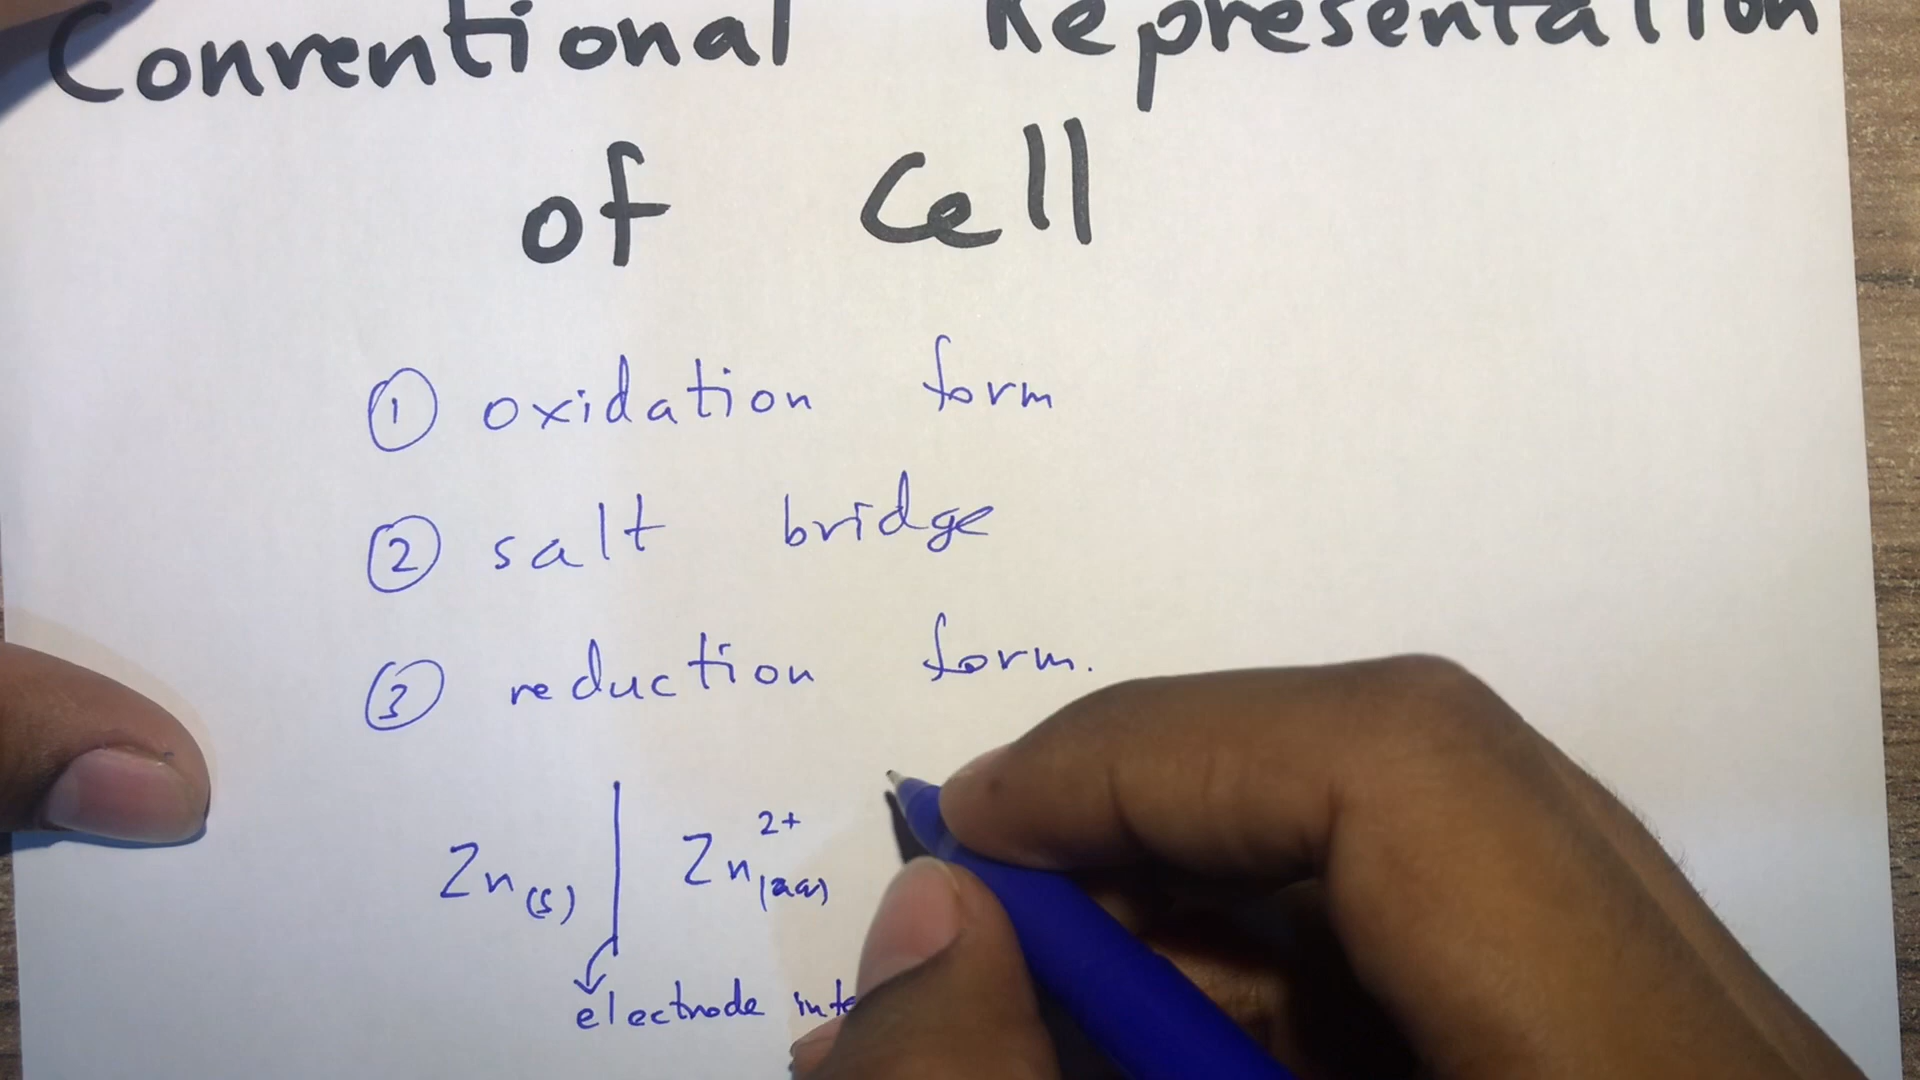 Conventional Representation
of Cell
① oxidation form
② salt bridge
③ reduction form.
Zn(s) | Zn²⁺(aq)
electrode